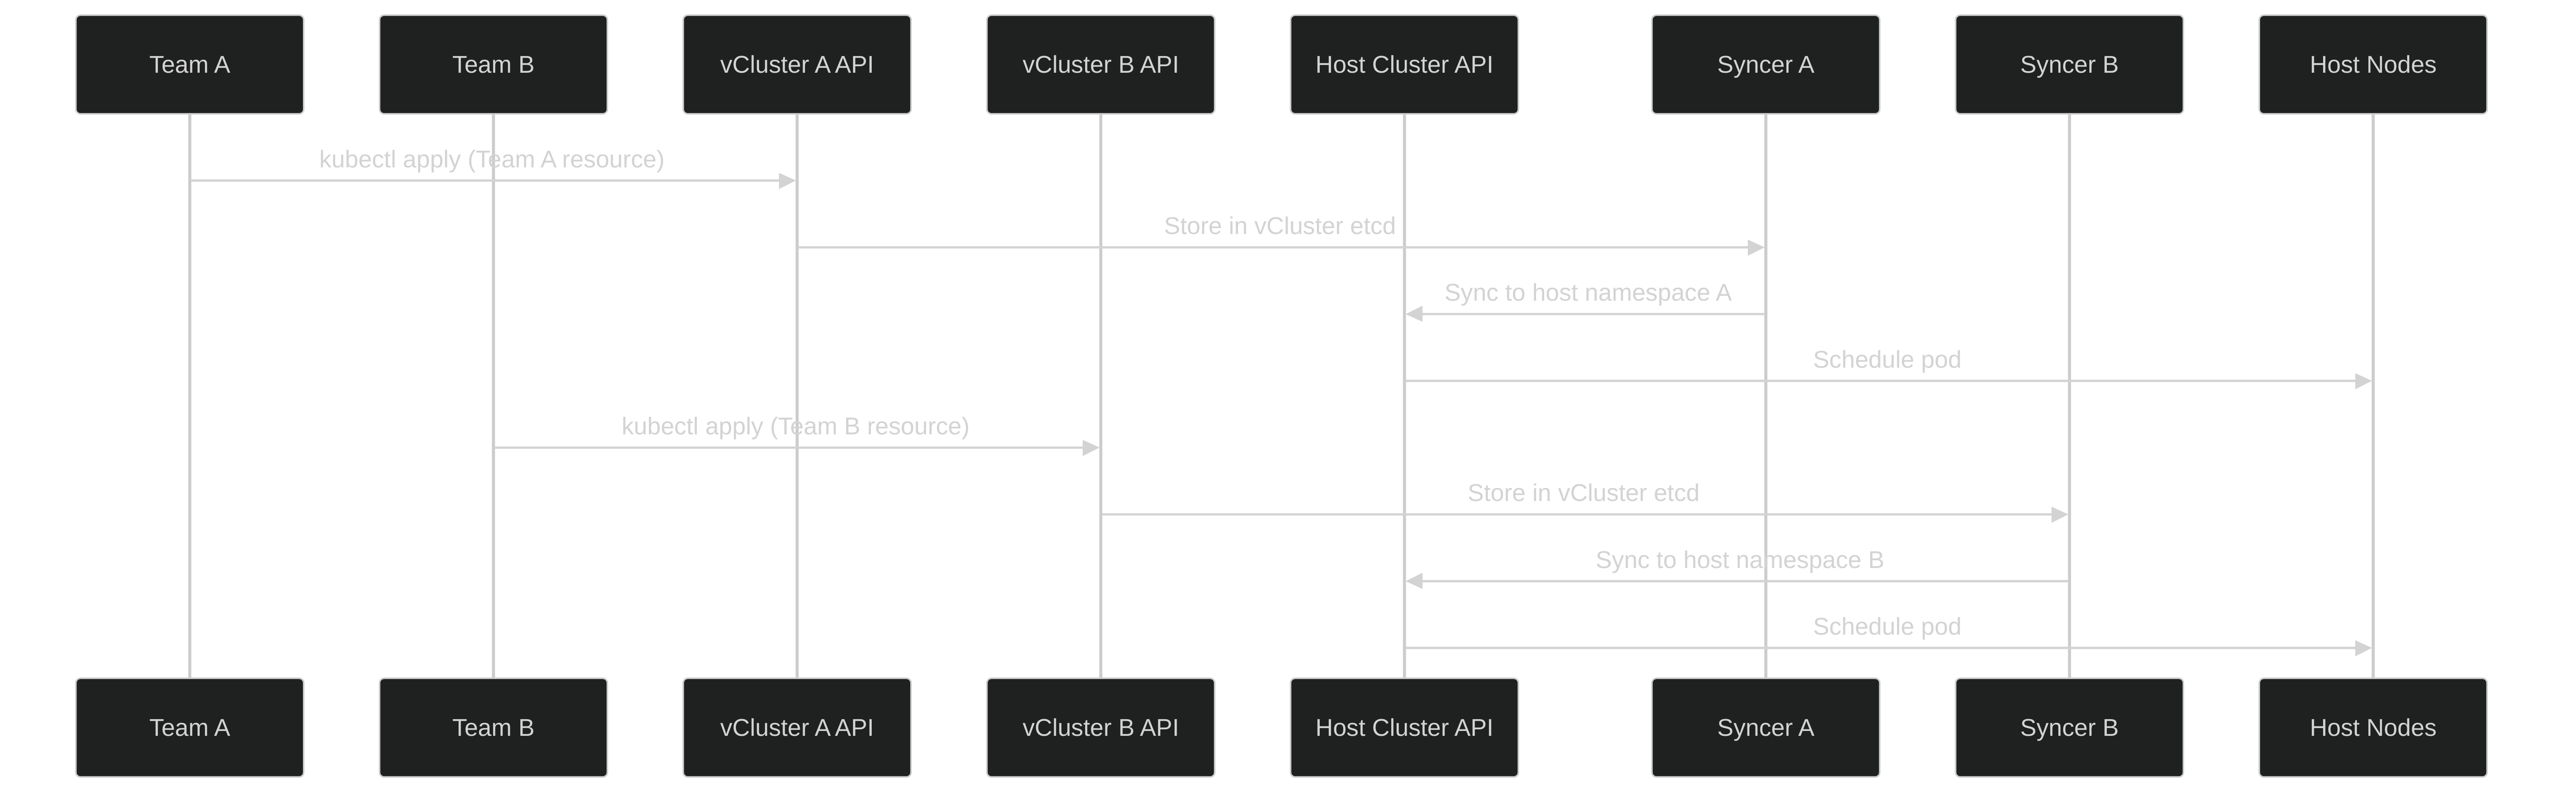 Team A
Team B
vCluster A API
vCluster B API
Host Cluster API
Syncer A
Syncer B
Host Nodes
kubectl apply (Team A resource)
Store in vCluster etcd
Sync to host namespace A
Schedule pod
kubectl apply (Team B resource)
Store in vCluster etcd
Sync to host namespace B
Schedule pod
Team A
Team B
vCluster A API
vCluster B API
Host Cluster API
Syncer A
Syncer B
Host Nodes